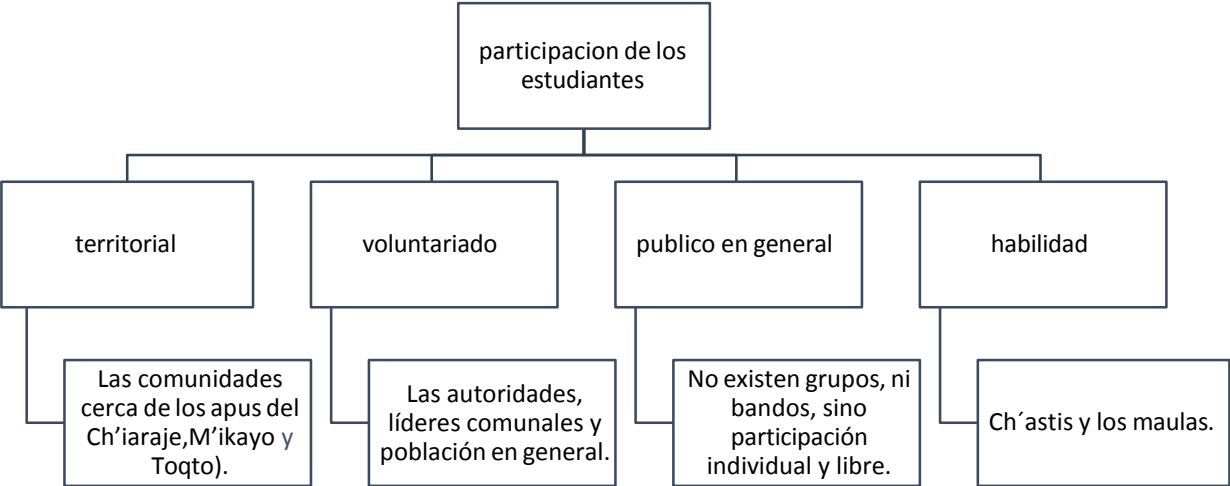 participacion de los
estudiantes
territorial
voluntariado
publico en general
habilidad
Las comunidades
cerca de los apus del
Ch’iaraje,M’ikayo y
Toqto).
Las autoridades,
líderes comunales y
población en general.
No existen grupos, ni
bandos, sino
participación
individual y libre.
Ch´astis y los maulas.